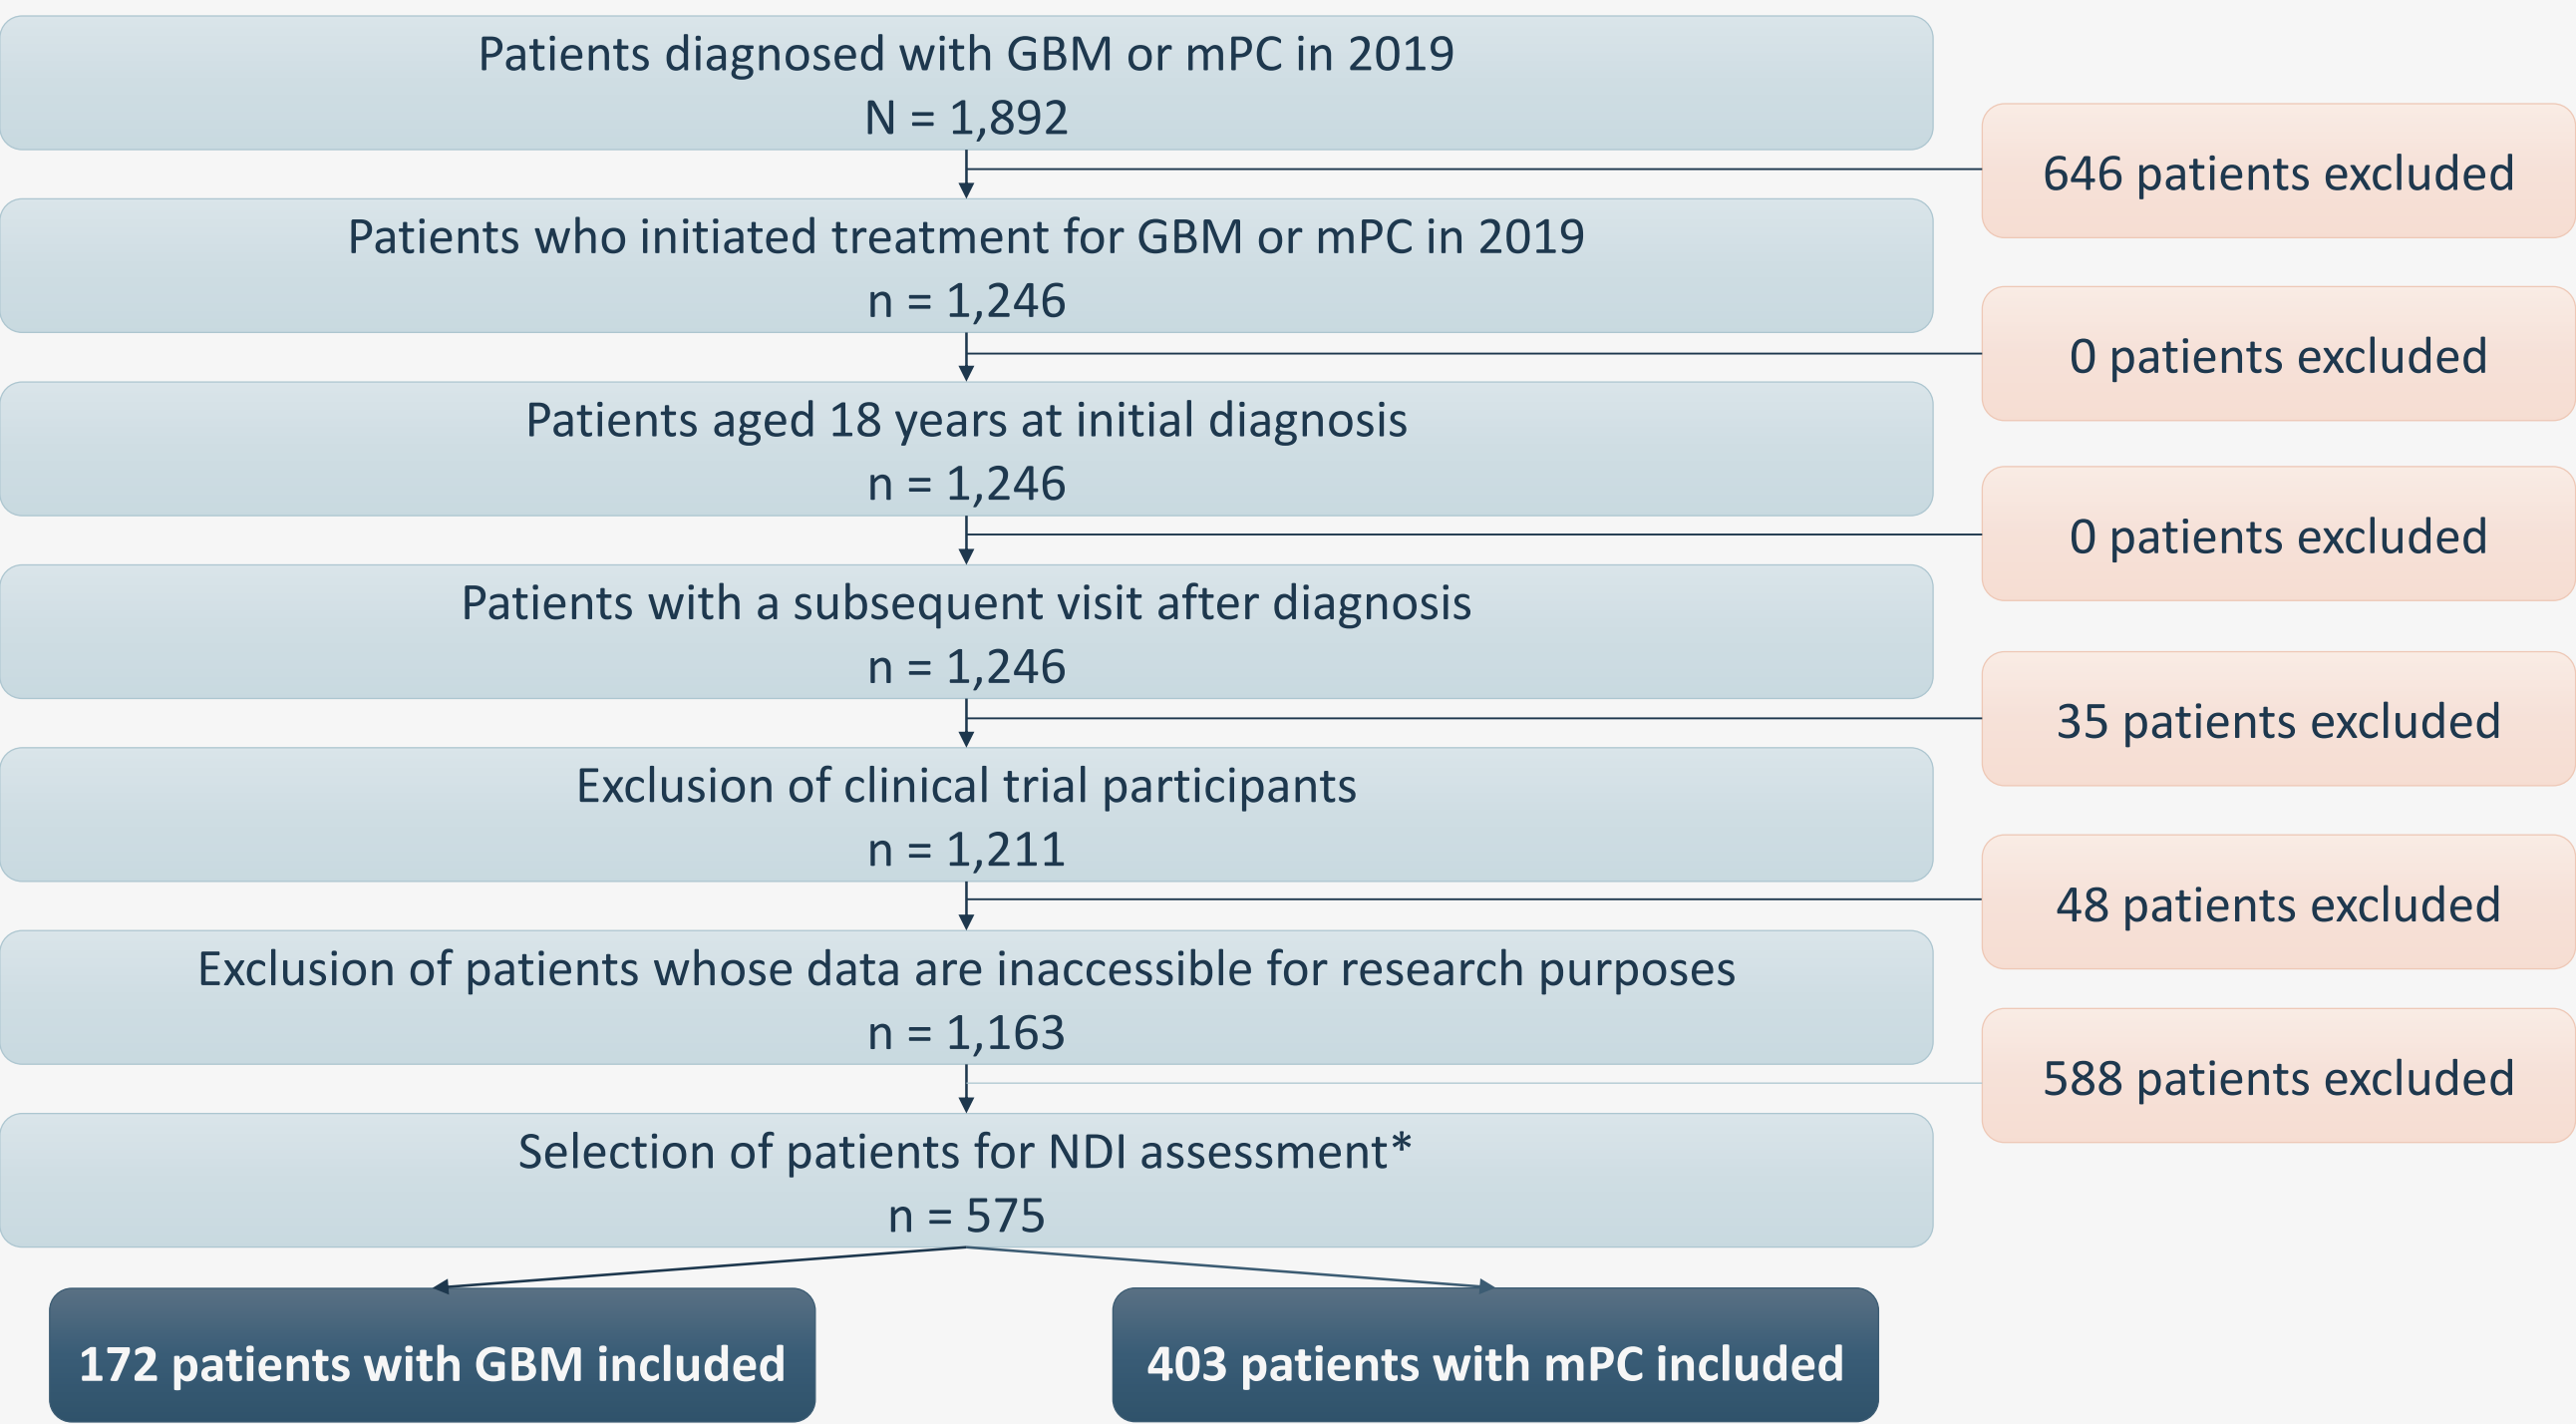 Patients diagnosed with GBM or mPC in 2019
N = 1,892
646 patients excluded
Patients who initiated treatment for GBM or mPC in 2019
n = 1,246
0 patients excluded
Patients aged 18 years at initial diagnosis
n = 1,246
0 patients excluded
Patients with a subsequent visit after diagnosis
n = 1,246
35 patients excluded
Exclusion of clinical trial participants
n = 1,211
48 patients excluded
Exclusion of patients whose data are inaccessible for research purposes
n = 1,163
588 patients excluded
Selection of patients for NDI assessment*
n = 575
172 patients with GBM included
403 patients with mPC included